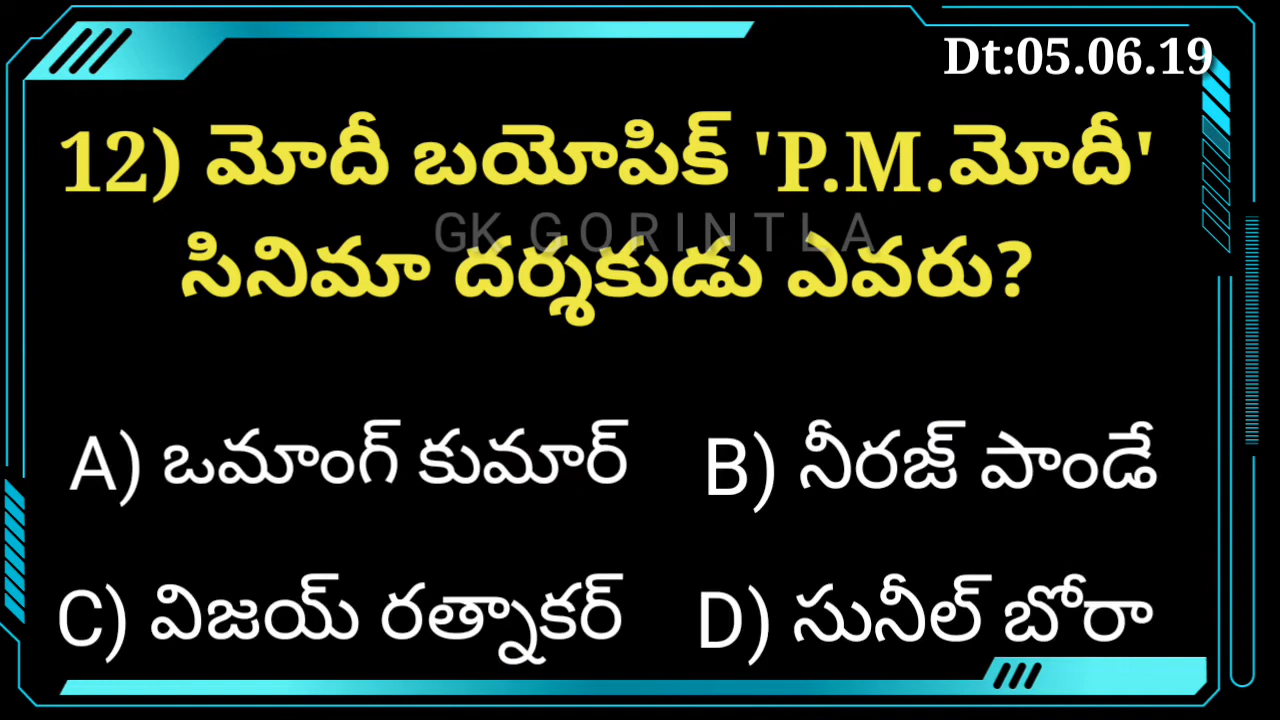 Dt:05.06.19
12) మోదీ బయోపిక్ 'P.M.మోదీ'
GK GORINTLA
సినిమా దర్శకుడు ఎవరు?
A) ఒమాంగ్ కుమార్ B) నీరజ్ పాండే
C) విజయ్ రత్నాకర్ D) సునీల్ బోరా